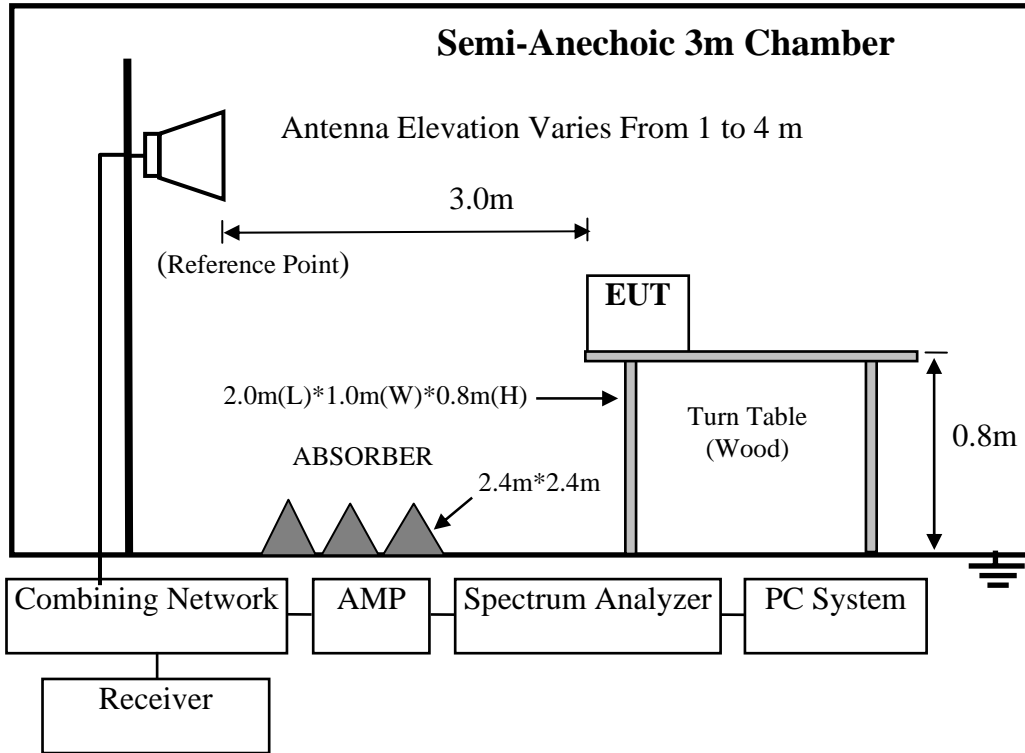 Semi-Anechoic 3m Chamber
Antenna Elevation Varies From 1 to 4 m
3.0m
(Reference Point)
EUT
2.0m(L)*1.0m(W)*0.8m(H)
Turn Table
(Wood)
0.8m
ABSORBER
2.4m*2.4m
Combining Network
AMP
Spectrum Analyzer
PC System
Receiver